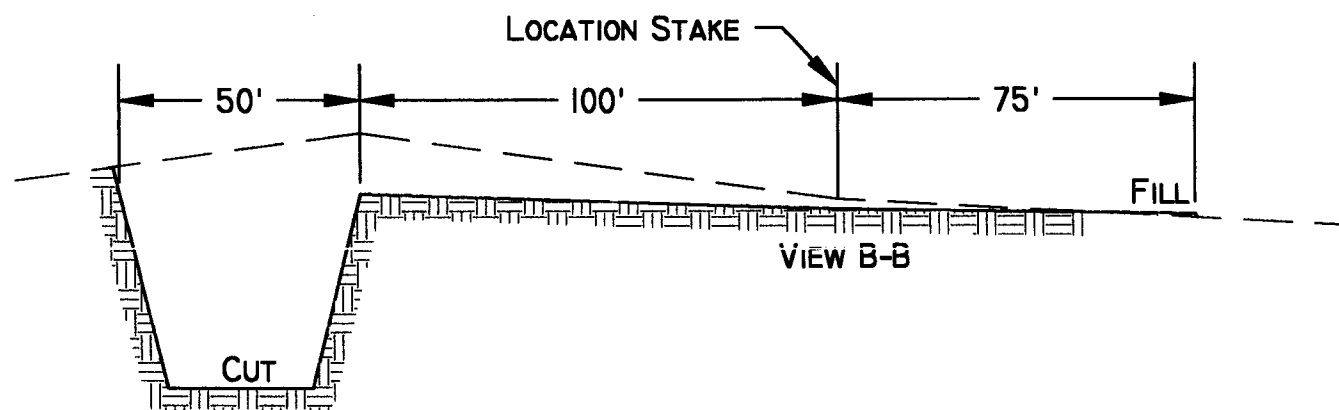 LOCATION STAKE
50' 100' 75'
FILL
VIEW B-B
CUT